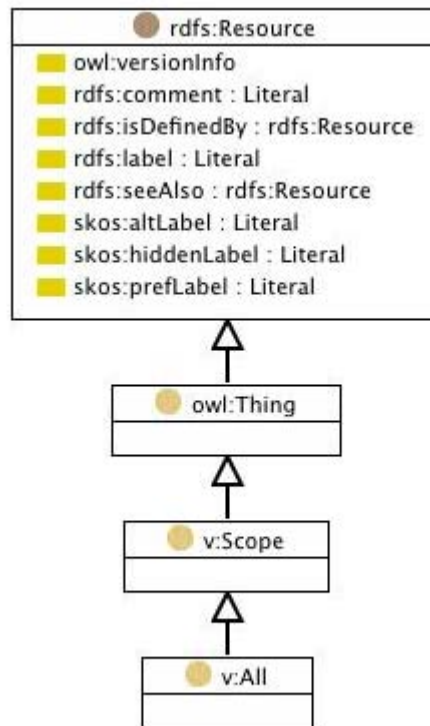 rdfs:Resource
owl:versionInfo
rdfs:comment : Literal
rdfs:isDefinedBy : rdfs:Resource
rdfs:label : Literal
rdfs:seeAlso : rdfs:Resource
skos:altLabel : Literal
skos:hiddenLabel : Literal
skos:prefLabel : Literal
owl:Thing
v:Scope
v:All